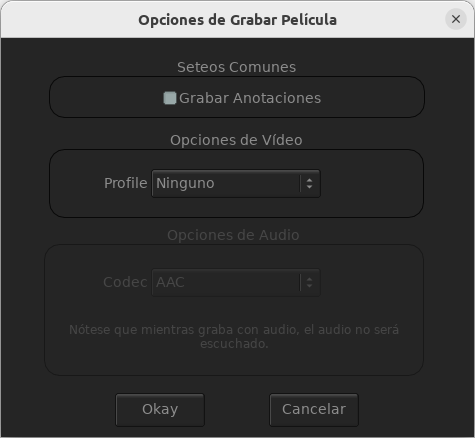 Opciones de Grabar Película
Seteos Comunes
Grabar Anotaciones
Opciones de Vídeo
Profile Ninguno
Opciones de Audio
Codec AAC
Nótese que mientras graba con audio, el audio no será
escuchado.
Okay Cancelar